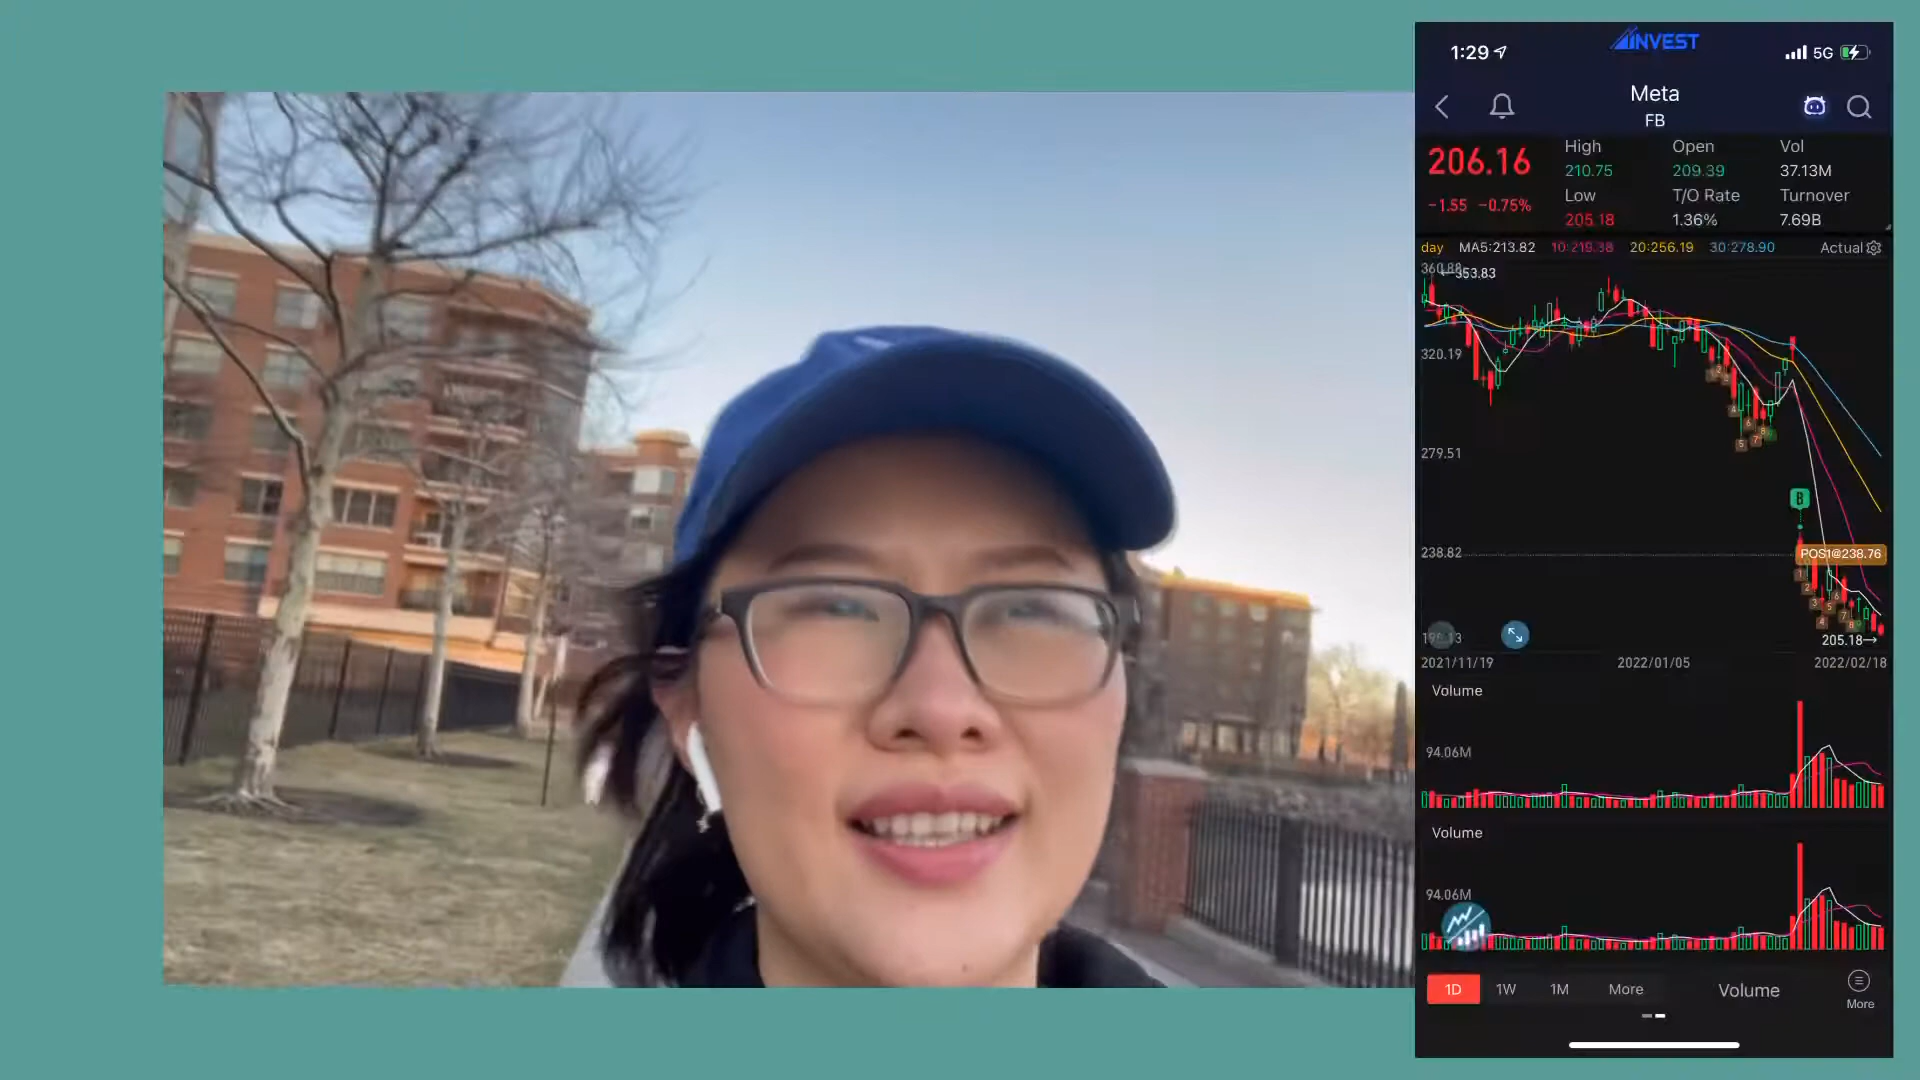 1:29
AINVEST
5G
Meta
FB
206.16
-1.55 -0.75%
High
210.75
Low
205.18
Open
209.39
T/O Rate
1.36%
Vol
37.13M
Turnover
7.69B
day MA5:213.82 10:219.38 20:256.19 30:278.90 Actual
360.88
353.83
320.19
279.51
B
238.82
POS1@238.76
205.18
2021/11/19 2022/01/05 2022/02/18
Volume
94.06M
Volume
94.06M
1D 1W 1M More Volume
More